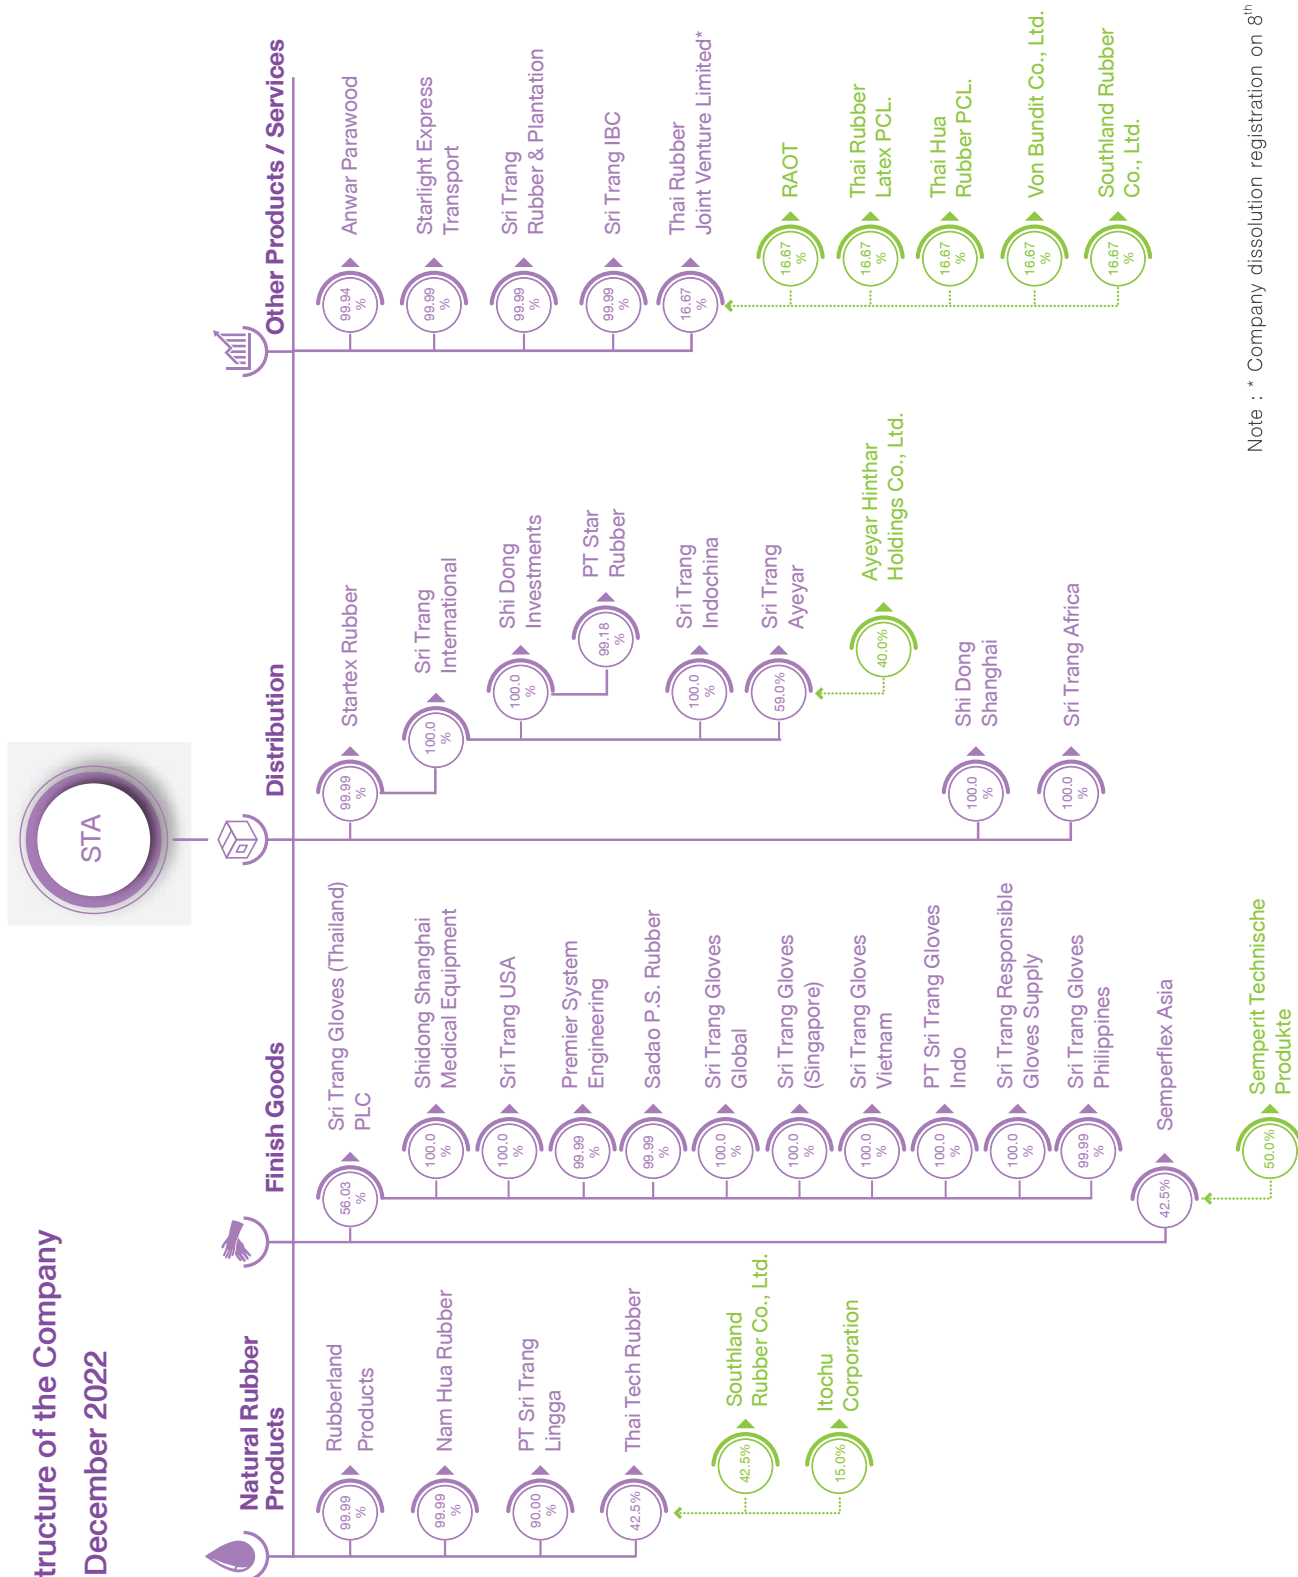 tructure of the Company
December 2022
STA
Natural Rubber
Products
99.99
%
Rubberland
Products
99.99
%
Nam Hua Rubber
90.00
%
PT Sri Trang
Lingga
42.5%
Thai Tech Rubber
42.5%
Southland
Rubber Co., Ltd.
15.0%
Itochu
Corporation
Finish Goods
56.03
%
Sri Trang Gloves (Thailand)
PLC
100.0
%
Shidong Shanghai
Medical Equipment
100.0
%
Sri Trang USA
99.99
%
Premier System
Engineering
99.99
%
Sadao P.S. Rubber
100.0
%
Sri Trang Gloves
Global
100.0
%
Sri Trang Gloves
(Singapore)
100.0
%
Sri Trang Gloves
Vietnam
100.0
%
PT Sri Trang Gloves
Indo
100.0
%
Sri Trang Responsible
Gloves Supply
99.99
%
Sri Trang Gloves
Philippines
42.5%
Semperflex Asia
50.0%
Semperit Technische
Produkte
Distribution
99.99
%
Startex Rubber
100.0
%
Sri Trang
International
100.0
%
Shi Dong
Investments
99.18
%
PT Star
Rubber
100.0
%
Sri Trang
Indochina
59.0%
Sri Trang
Ayeyar
40.0%
Ayeyar Hinthar
Holdings Co., Ltd.
100.0
%
Shi Dong
Shanghai
100.0
%
Sri Trang Africa
Other Products / Services
99.94
%
Anwar Parawood
99.99
%
Starlight Express
Transport
99.99
%
Sri Trang
Rubber & Plantation
99.99
%
Sri Trang IBC
16.67
%
Thai Rubber
Joint Venture Limited*
16.67
%
RAOT
16.67
%
Thai Rubber
Latex PCL.
16.67
%
Thai Hua
Rubber PCL.
16.67
%
Von Bundit Co., Ltd.
16.67
%
Southland Rubber
Co., Ltd.
Note : * Company dissolution registration on 8th